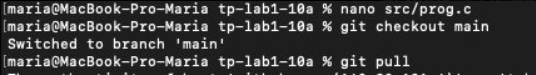 [maria@MacBook-Pro-Maria tp-lab1-10a % nano src/prog.c
[maria@MacBook-Pro-Maria tp-lab1-10a % git checkout main
Switched to branch 'main'
[maria@MacBook-Pro-Maria tp-lab1-10a % git pull